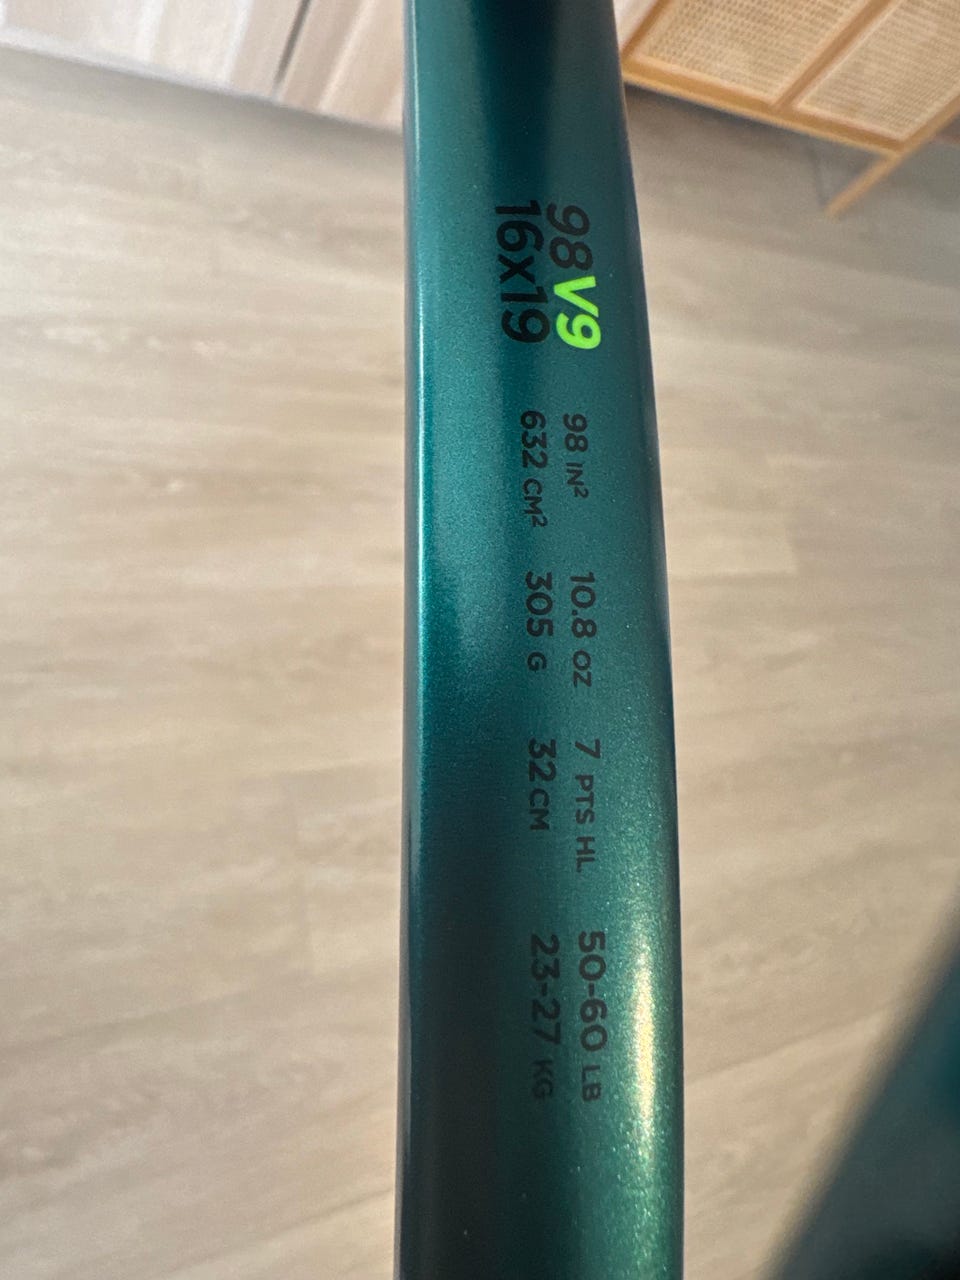 98 V9
16x19
98 IN²
632 CM²
10.8 OZ
305 G
7 PTS HL
32 CM
50-60 LB
23-27 KG